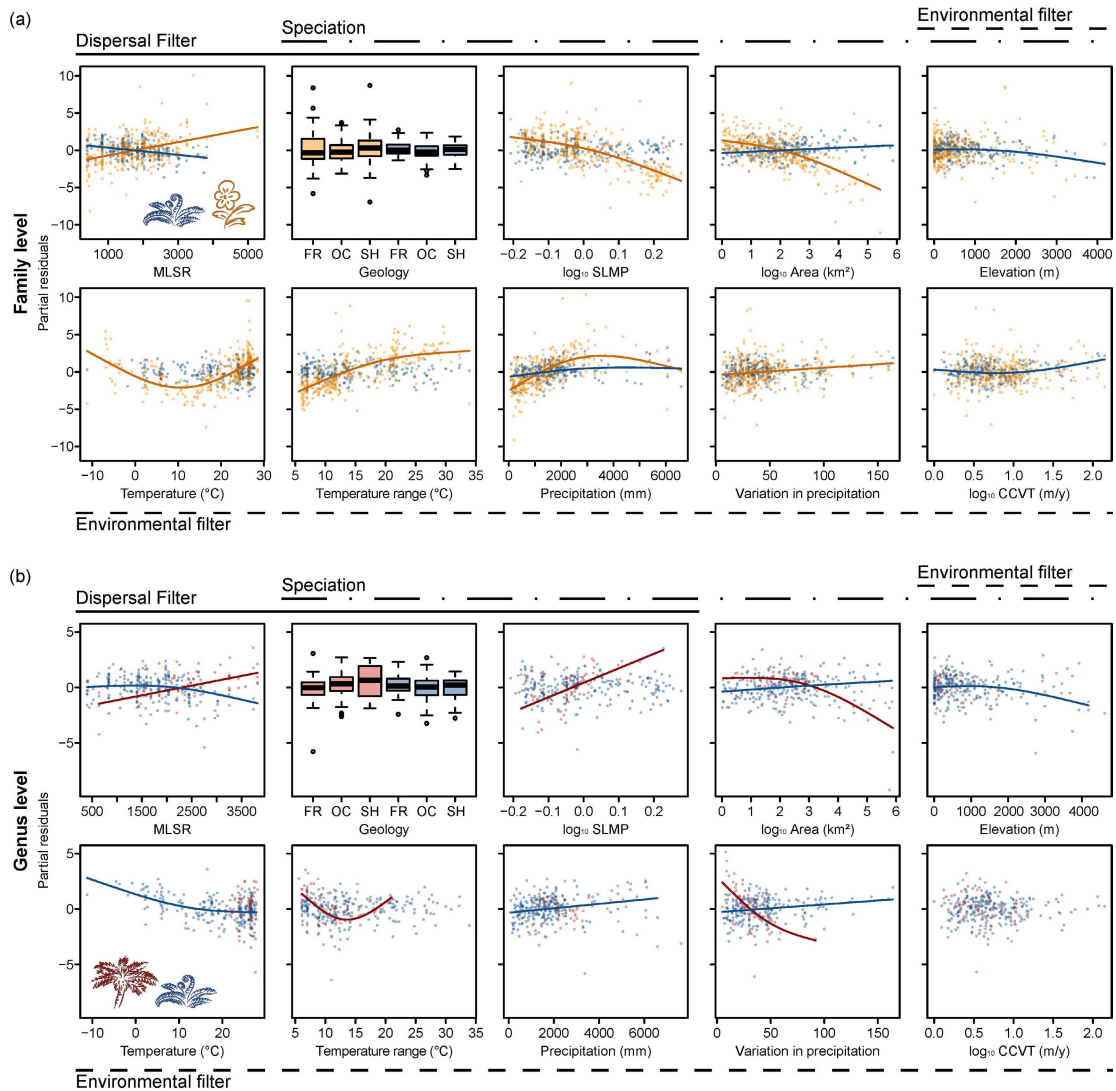 (a)
Environmental filter
Speciation
Dispersal Filter
Family level
Partial residuals
10
5
0
−5
−10
1000 3000 5000
MLSR
FR OC SH FR OC SH
Geology
−0.2 −0.1 0.0 0.1 0.2
log₁₀ SLMP
0 1 2 3 4 5 6
log₁₀ Area (km²)
0 1000 2000 3000 4000
Elevation (m)
10
5
0
−5
−10
−10 0 10 20 30
Temperature (°C)
5 10 15 20 25 30 35
Temperature range (°C)
0 2000 4000 6000
Precipitation (mm)
0 50 100 150
Variation in precipitation
0.0 0.5 1.0 1.5 2.0
log₁₀ CCVT (m/y)
Environmental filter
(b)
Environmental filter
Speciation
Dispersal Filter
Genus level
Partial residuals
5
0
−5
500 1500 2500 3500
MLSR
FR OC SH FR OC SH
Geology
−0.2 −0.1 0.0 0.1 0.2
log₁₀ SLMP
0 1 2 3 4 5 6
log₁₀ Area (km²)
0 1000 2000 3000 4000
Elevation (m)
5
0
−5
−10 0 10 20
Temperature (°C)
5 10 15 20 25 30 35
Temperature range (°C)
0 2000 4000 6000
Precipitation (mm)
0 50 100 150
Variation in precipitation
0.0 0.5 1.0 1.5 2.0
log₁₀ CCVT (m/y)
Environmental filter